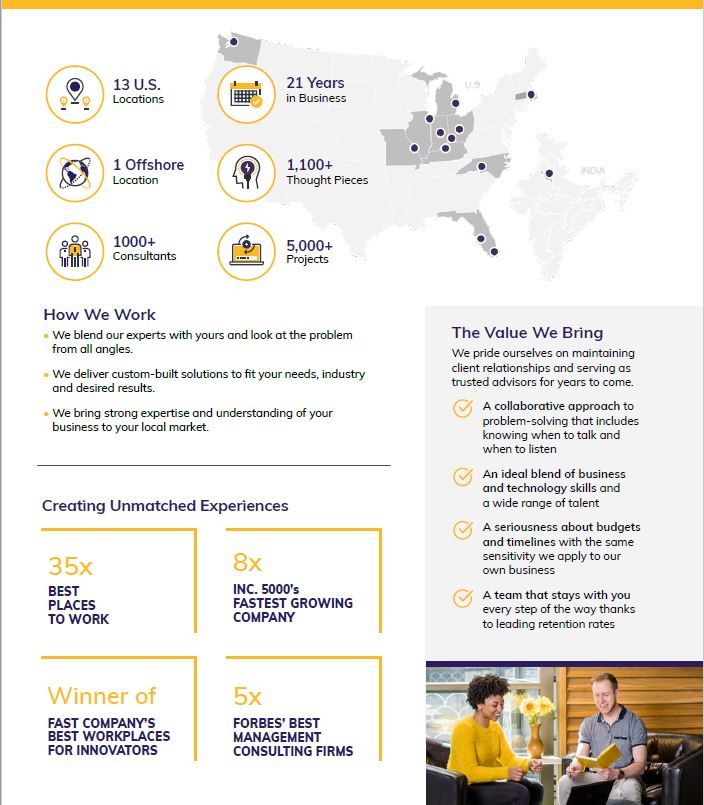 13 U.S.
Locations
21 Years
in Business
U.S.
1 Offshore
Location
1,100+
Thought Pieces
INDIA
1000+
Consultants
5,000+
Projects
How We Work
• We blend our experts with yours and look at the problem
from all angles.
• We deliver custom-built solutions to fit your needs, industry
and desired results.
• We bring strong expertise and understanding of your
business to your local market.
The Value We Bring
We pride ourselves on maintaining
client relationships and serving as
trusted advisors for years to come.
A collaborative approach to
problem-solving that includes
knowing when to talk and
when to listen
An ideal blend of business
and technology skills and
a wide range of talent
A seriousness about budgets
and timelines with the same
sensitivity we apply to our
own business
A team that stays with you
every step of the way thanks
to leading retention rates
Creating Unmatched Experiences
35x
BEST
PLACES
TO WORK
8x
INC. 5000's
FASTEST GROWING
COMPANY
Winner of
FAST COMPANY'S
BEST WORKPLACES
FOR INNOVATORS
5x
FORBES' BEST
MANAGEMENT
CONSULTING FIRMS